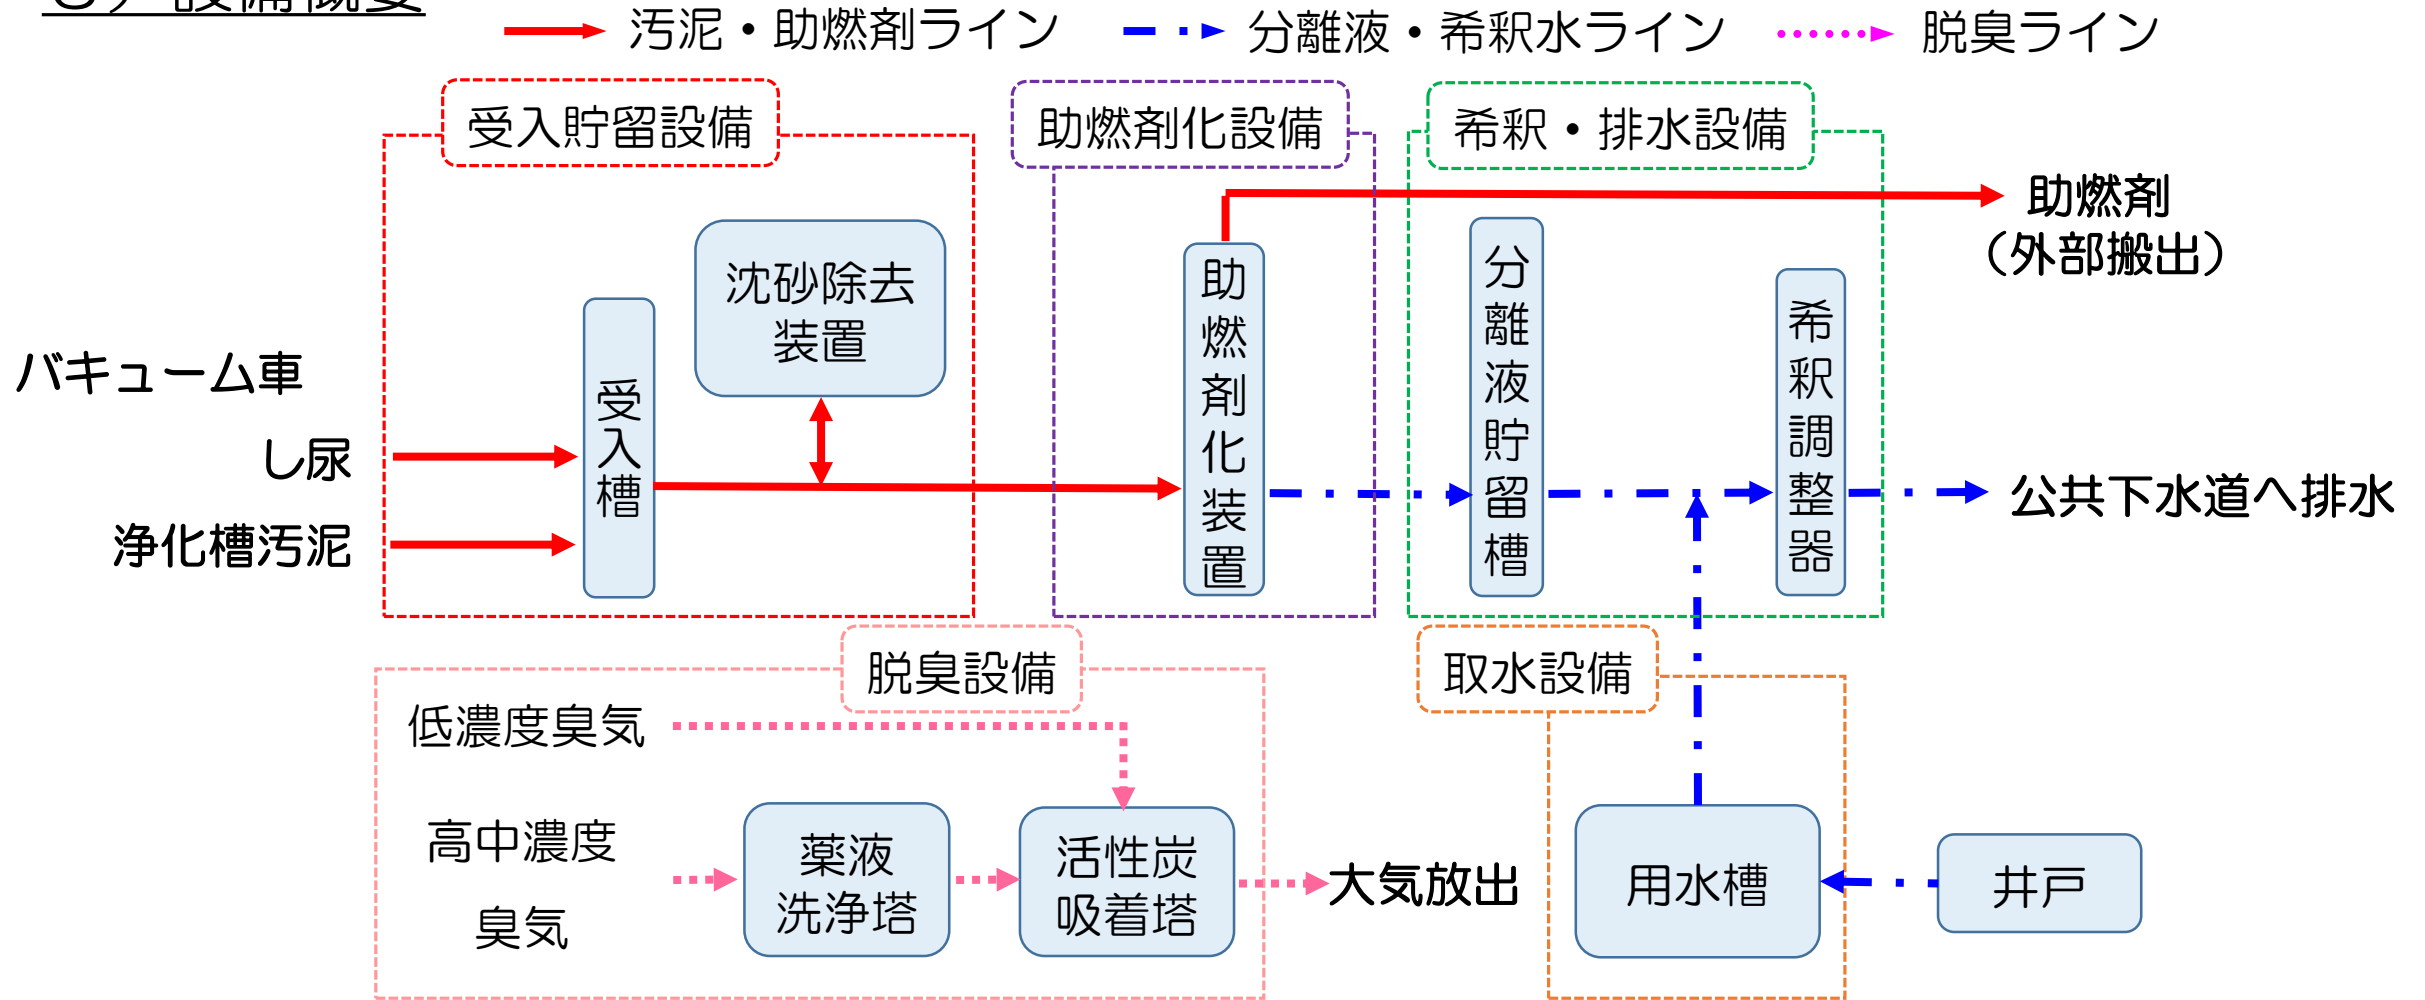 設備概要
汚泥・助燃剤ライン
分離液・希釈水ライン
脱臭ライン
受入貯留設備
助燃剤化設備
希釈・排水設備
助燃剤
（外部搬出）
沈砂除去
装置
バキューム車
し尿
浄化槽汚泥
受入槽
助燃剤化装置
分離液貯留槽
希釈調整器
公共下水道へ排水
脱臭設備
取水設備
低濃度臭気
高中濃度
臭気
薬液
洗浄塔
活性炭
吸着塔
大気放出
用水槽
井戸